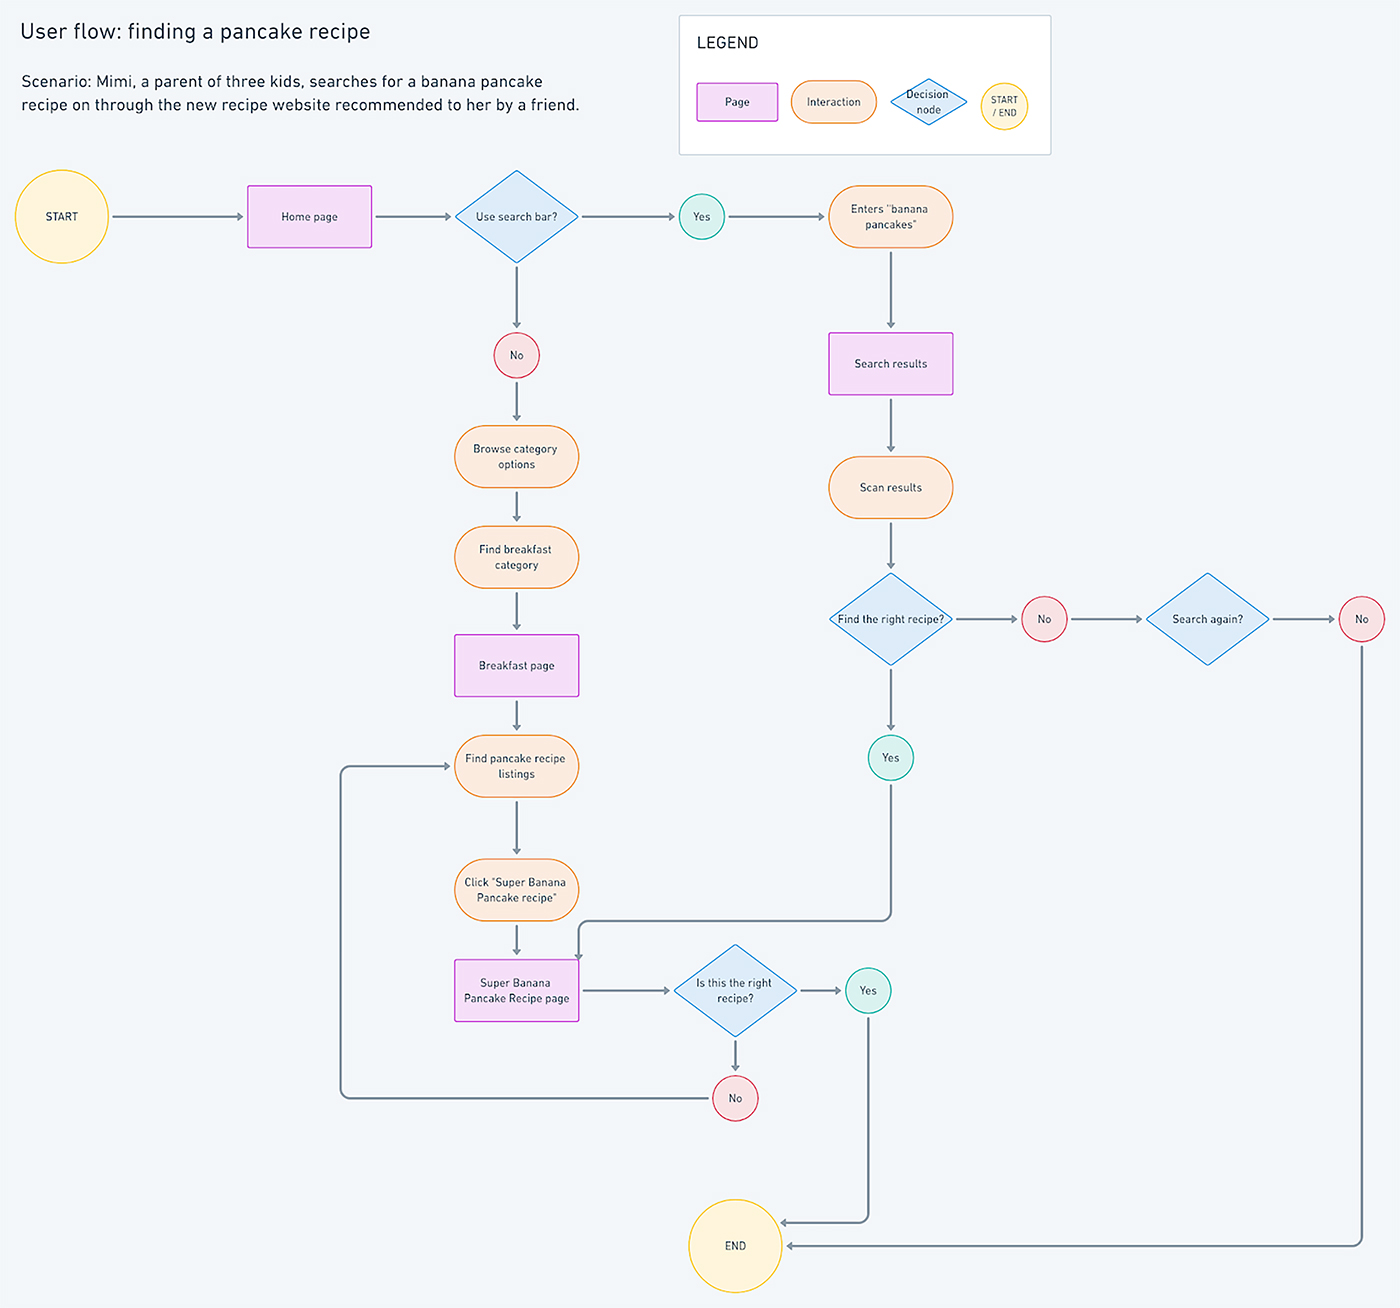 User flow: finding a pancake recipe
Scenario: Mimi, a parent of three kids, searches for a banana pancake
recipe on through the new recipe website recommended to her by a friend.
LEGEND
Page
Interaction
Decision
node
START
/ END
START
Home page
Use search bar?
Yes
Enters "banana
pancakes"
No
Search results
Browse category
options
Scan results
Find breakfast
category
Find the right recipe?
No
Search again?
No
Breakfast page
Find pancake recipe
listings
Yes
Click "Super Banana
Pancake recipe"
Super Banana
Pancake Recipe page
Is this the right
recipe?
Yes
No
END